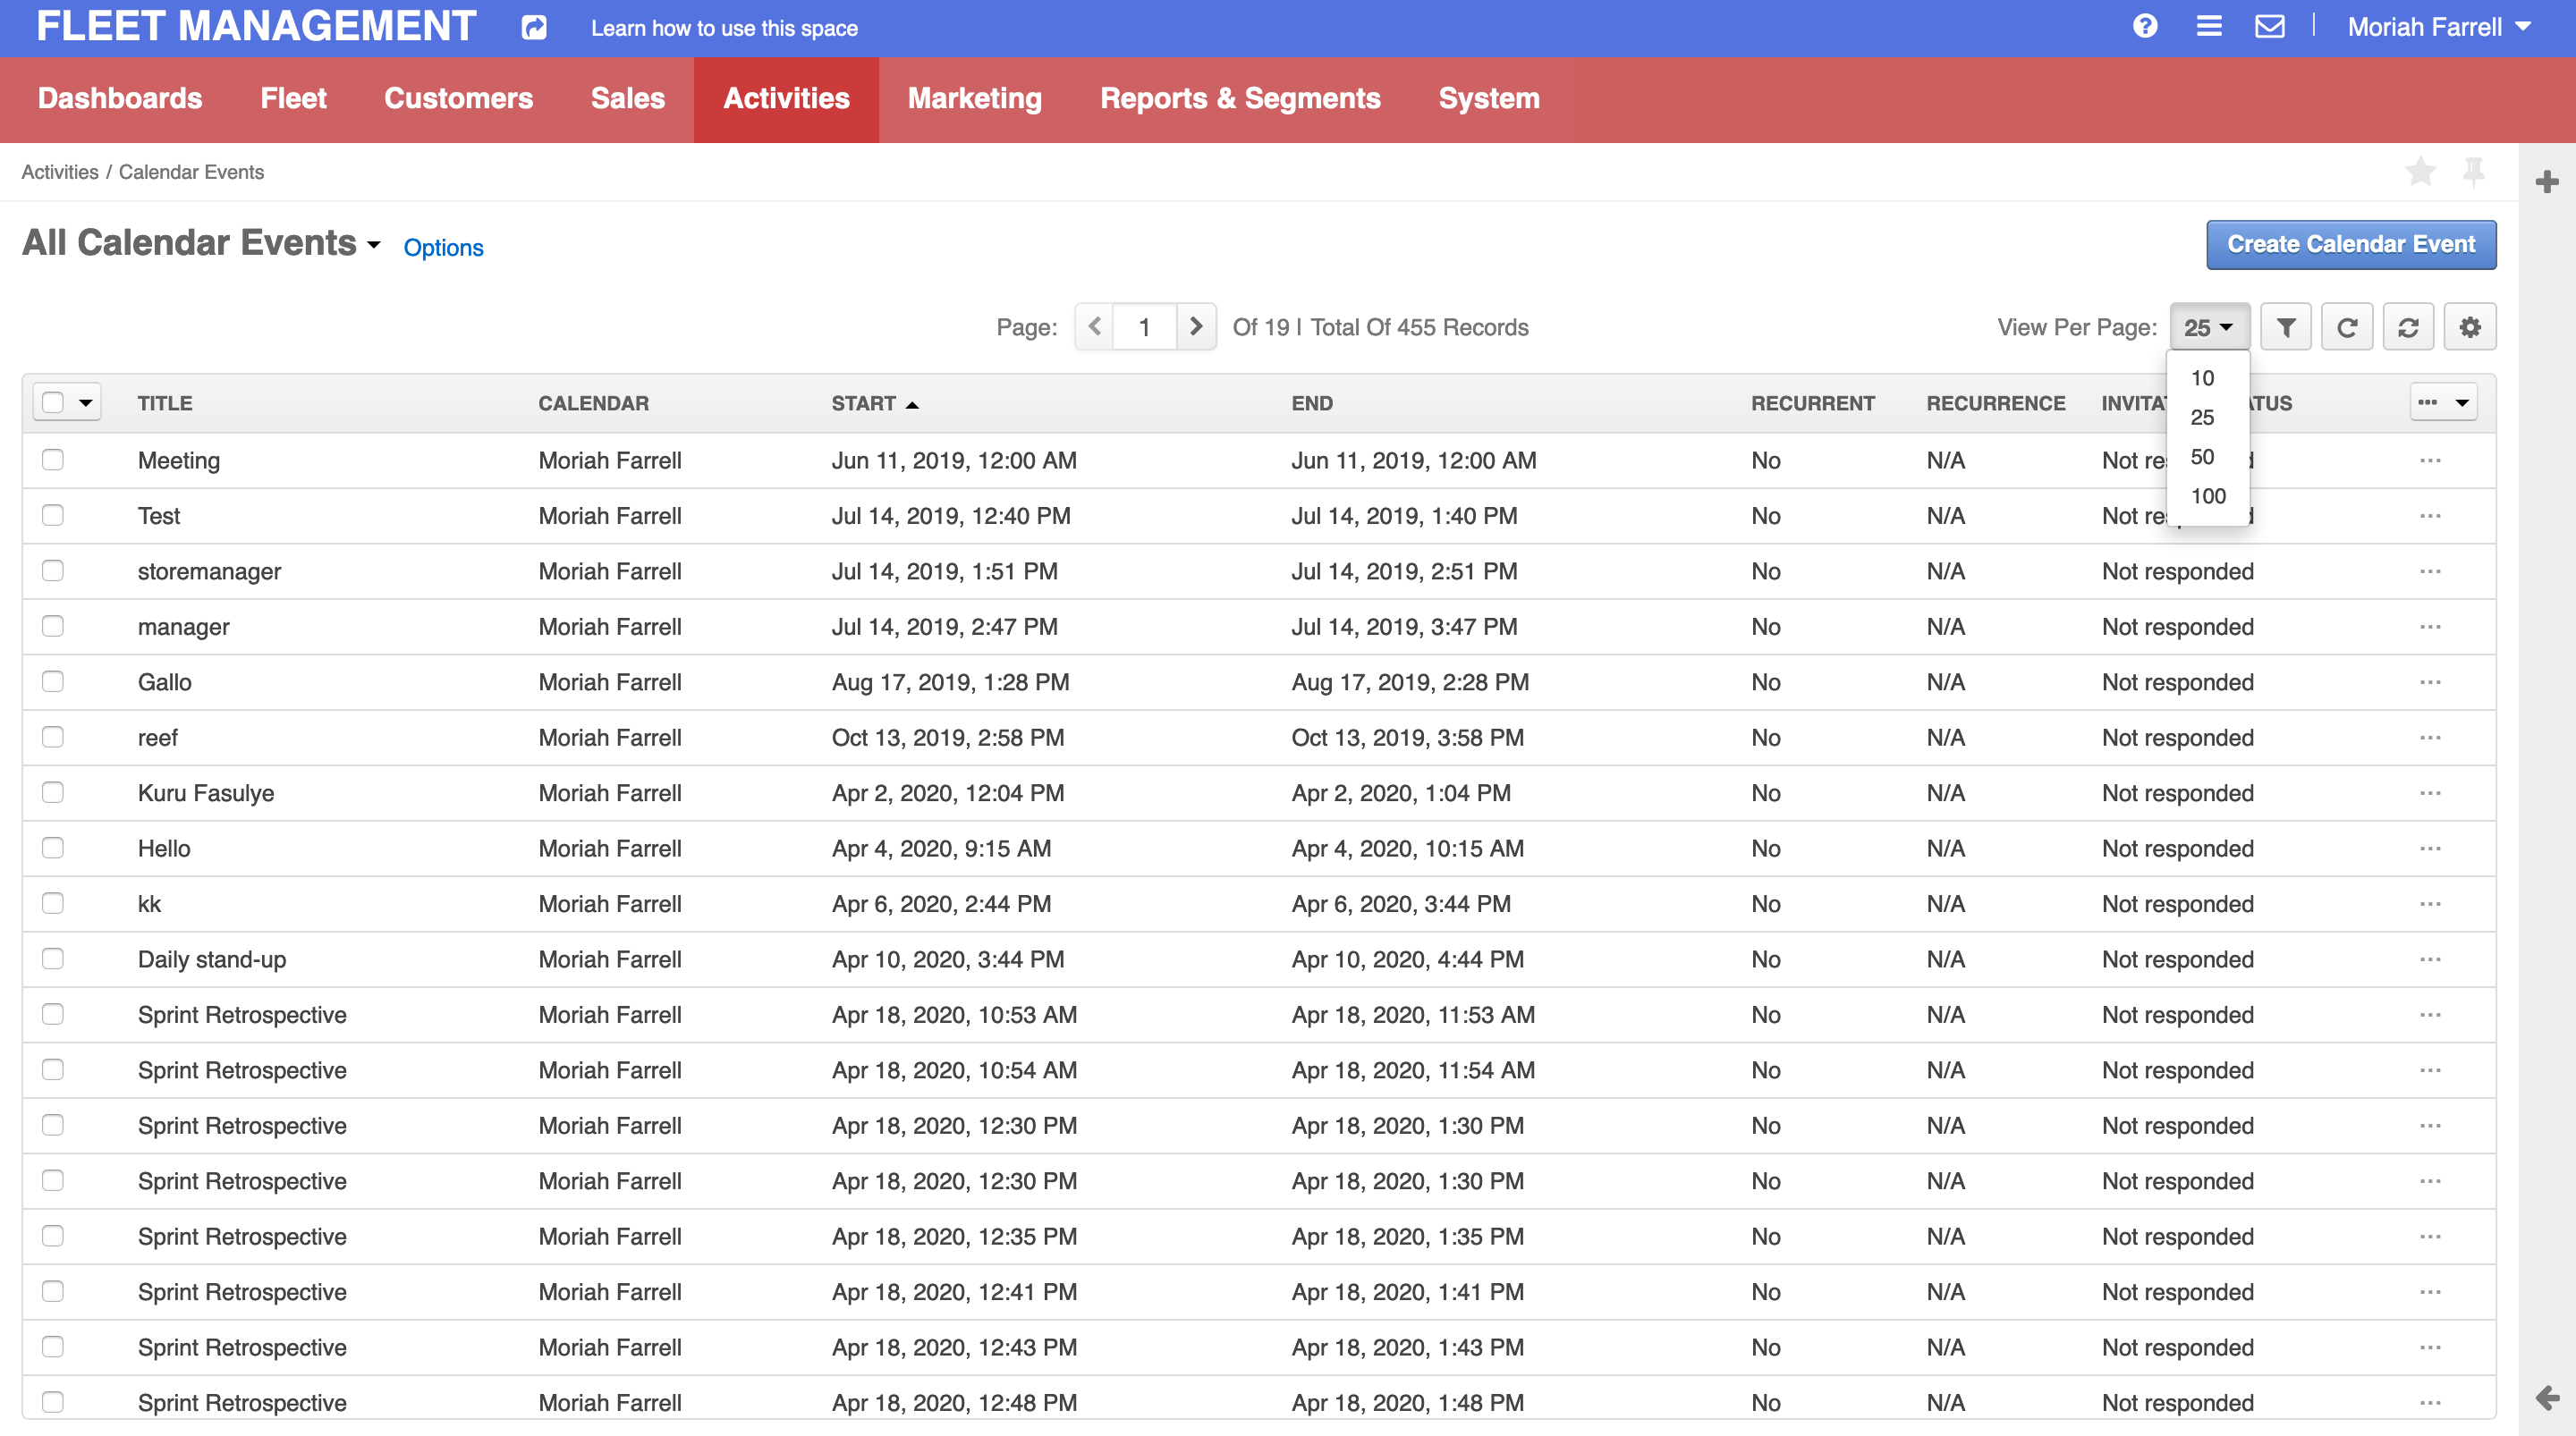 FLEET MANAGEMENT Learn how to use this space Moriah Farrell
Dashboards Fleet Customers Sales Activities Marketing Reports & Segments System
Activities / Calendar Events
All Calendar Events Options Create Calendar Event
Page: 1 Of 19 | Total Of 455 Records View Per Page: 25
10
25
50
100
TITLE CALENDAR START END RECURRENT RECURRENCE
Meeting Moriah Farrell Jun 11, 2019, 12:00 AM Jun 11, 2019, 12:00 AM No N/A Not
Test Moriah Farrell Jul 14, 2019, 12:40 PM Jul 14, 2019, 1:40 PM No N/A Not
storemanager Moriah Farrell Jul 14, 2019, 1:51 PM Jul 14, 2019, 2:51 PM No N/A Not responded
manager Moriah Farrell Jul 14, 2019, 2:47 PM Jul 14, 2019, 3:47 PM No N/A Not responded
Gallo Moriah Farrell Aug 17, 2019, 1:28 PM Aug 17, 2019, 2:28 PM No N/A Not responded
reef Moriah Farrell Oct 13, 2019, 2:58 PM Oct 13, 2019, 3:58 PM No N/A Not responded
Kuru Fasulye Moriah Farrell Apr 2, 2020, 12:04 PM Apr 2, 2020, 1:04 PM No N/A Not responded
Hello Moriah Farrell Apr 4, 2020, 9:15 AM Apr 4, 2020, 10:15 AM No N/A Not responded
kk Moriah Farrell Apr 6, 2020, 2:44 PM Apr 6, 2020, 3:44 PM No N/A Not responded
Daily stand-up Moriah Farrell Apr 10, 2020, 3:44 PM Apr 10, 2020, 4:44 PM No N/A Not responded
Sprint Retrospective Moriah Farrell Apr 18, 2020, 10:53 AM Apr 18, 2020, 11:53 AM No N/A Not responded
Sprint Retrospective Moriah Farrell Apr 18, 2020, 10:54 AM Apr 18, 2020, 11:54 AM No N/A Not responded
Sprint Retrospective Moriah Farrell Apr 18, 2020, 12:30 PM Apr 18, 2020, 1:30 PM No N/A Not responded
Sprint Retrospective Moriah Farrell Apr 18, 2020, 12:30 PM Apr 18, 2020, 1:30 PM No N/A Not responded
Sprint Retrospective Moriah Farrell Apr 18, 2020, 12:35 PM Apr 18, 2020, 1:35 PM No N/A Not responded
Sprint Retrospective Moriah Farrell Apr 18, 2020, 12:41 PM Apr 18, 2020, 1:41 PM No N/A Not responded
Sprint Retrospective Moriah Farrell Apr 18, 2020, 12:43 PM Apr 18, 2020, 1:43 PM No N/A Not responded
Sprint Retrospective Moriah Farrell Apr 18, 2020, 12:48 PM Apr 18, 2020, 1:48 PM No N/A Not responded